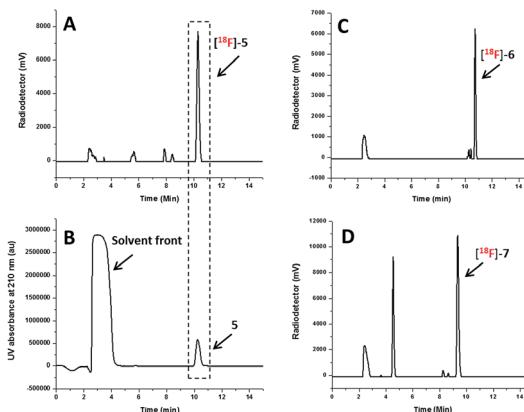 A
[18F]-5
Radiodetector (mV)
8000
6000
4000
2000
0
0 2 4 6 8 10 12 14
Time (Min)
B
Solvent front
5
UV absorbance at 210 nm (au)
3000000
2500000
2000000
1500000
1000000
500000
0
-500000
0 2 4 6 8 10 12 14
Time (min)
C
[18F]-6
Radiodetector (mV)
7000
6000
5000
4000
3000
2000
1000
0
-1000
0 2 4 6 8 10 12 14
Time (Min)
D
[18F]-7
Radiodetector (mV)
12000
10000
8000
6000
4000
2000
0
0 2 4 6 8 10 12 14
Time (Min)